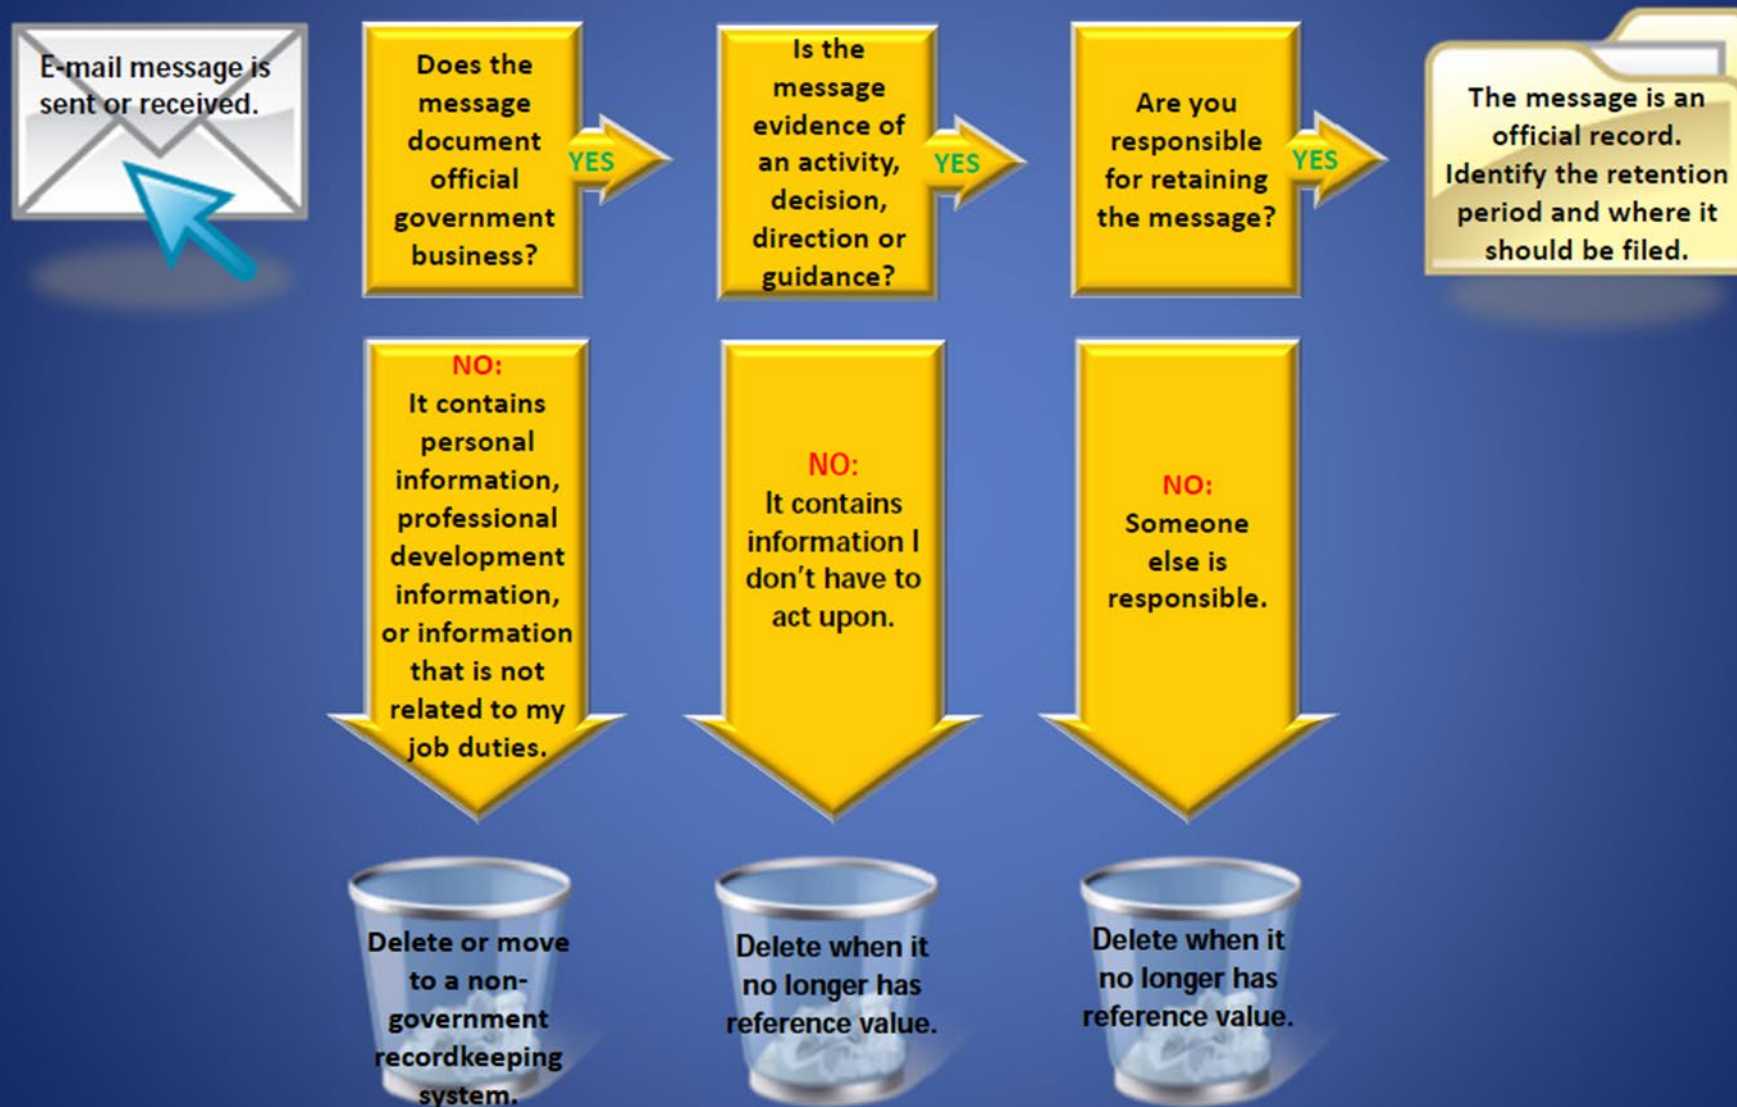 E-mail message is
sent or received.
Does the
message
document
official
government
business?
YES
Is the
message
evidence of
an activity,
decision,
direction or
guidance?
YES
Are you
responsible
for retaining
the message?
YES
The message is an
official record.
Identify the retention
period and where it
should be filed.
NO:
It contains
personal
information,
professional
development
information,
or information
that is not
related to my
job duties.
NO:
It contains
information I
don't have to
act upon.
NO:
Someone
else is
responsible.
Delete or move
to a non-
government
recordkeeping
system.
Delete when it
no longer has
reference value.
Delete when it
no longer has
reference value.